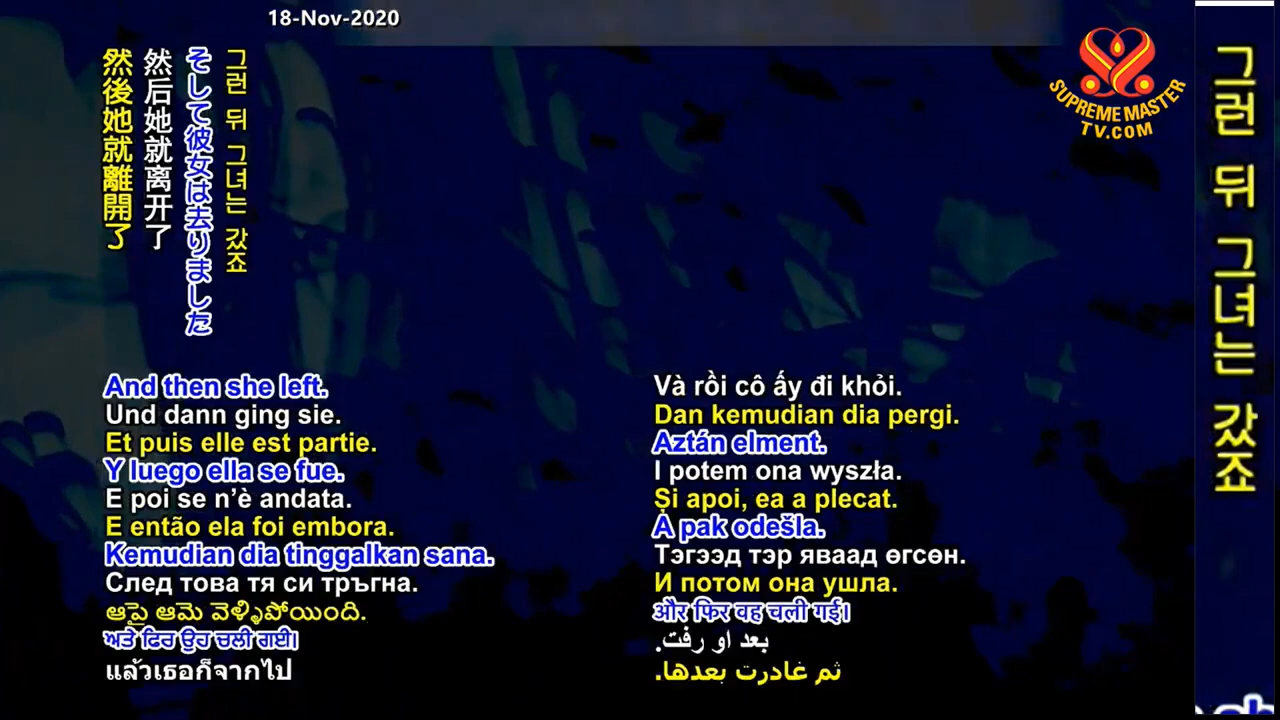 18-Nov-2020
SUPREME MASTER
TV.COM
그런 뒤 그녀는 갔죠
そして彼女は去りました
然后她就离开了
然後她就離開了
And then she left.
Und dann ging sie.
Et puis elle est partie.
Y luego ella se fue.
E poi se n'è andata.
E então ela foi embora.
Kemudian dia tinggalkan sana.
След това тя си тръгна.
ఆపై ఆమె వెళ్ళిపోయింది.
ਅਤੇ ਫਿਰ ਉਹ ਚਲੀ ਗਈ।
แล้วเธอก็จากไป
Và rồi cô ấy đi khỏi.
Dan kemudian dia pergi.
Aztán elment.
I potem ona wyszła.
Și apoi, ea a plecat.
A pak odešla.
Тэгээд тэр яваад өгсөн.
И потом она ушла.
और फिर वह चली गई।
بعد او رفت.
ثم غادرت بعدها.
그런 뒤 그녀는 갔죠